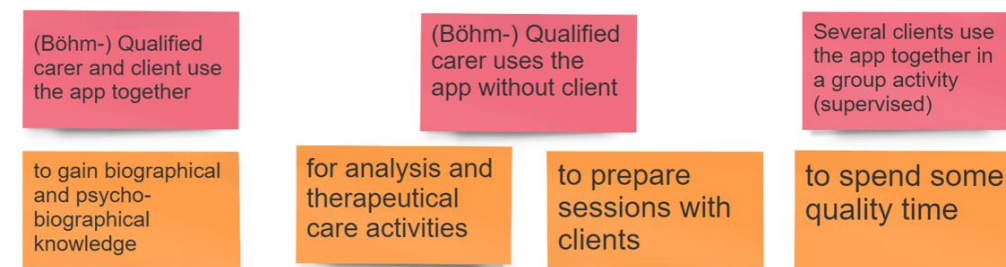 (Böhm-) Qualified
carer and client use
the app together
(Böhm-) Qualified
carer uses the
app without client
Several clients use
the app together in
a group activity
(supervised)
to gain biographical
and psycho-
biographical
knowledge
for analysis and
therapeutical
care activities
to prepare
sessions with
clients
to spend some
quality time